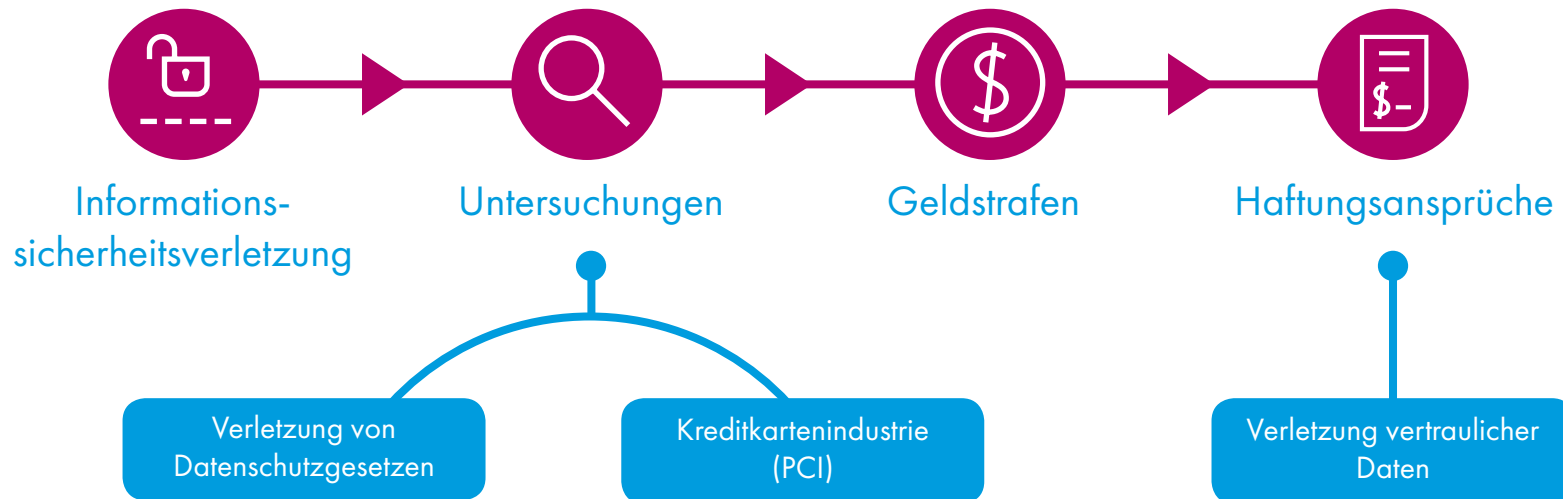 Informations-
sicherheitsverletzung
Untersuchungen
Geldstrafen
Haftungsansprüche
Verletzung von
Datenschutzgesetzen
Kreditkartenindustrie
(PCI)
Verletzung vertraulicher
Daten